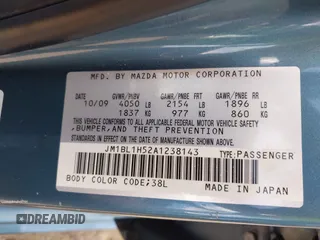 MFD. BY MAZDA MOTOR CORPORATION
DATE GVWR/PNBV GAWR/PNBE FRT GAWR/PNBE RR
10/09 4050 LB 2154 LB 1896 LB
1837 KG 977 KG 860 KG
THIS VEHICLE CONFORMS TO ALL APPLICABLE FEDERAL MOTOR VEHICLE SAFETY
, BUMPER, AND THEFT PREVENTION
STANDARDS IN EFFECT ON THE DATE OF MANUFACTURE SHOWN ABOVE.
JM1BL1H52A1238143 TYPE:PASSENGER
BODY COLOR CODE;38L
MADE IN JAPAN